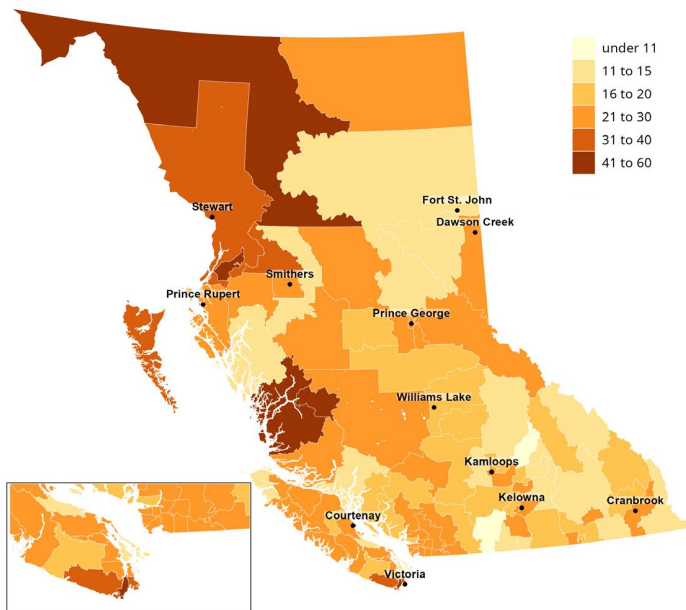 under 11
11 to 15
16 to 20
21 to 30
31 to 40
41 to 60
Fort St. John
Stewart
Dawson Creek
Smithers
Prince Rupert
Prince George
Williams Lake
Kamloops
Kelowna
Cranbrook
Courtenay
Victoria